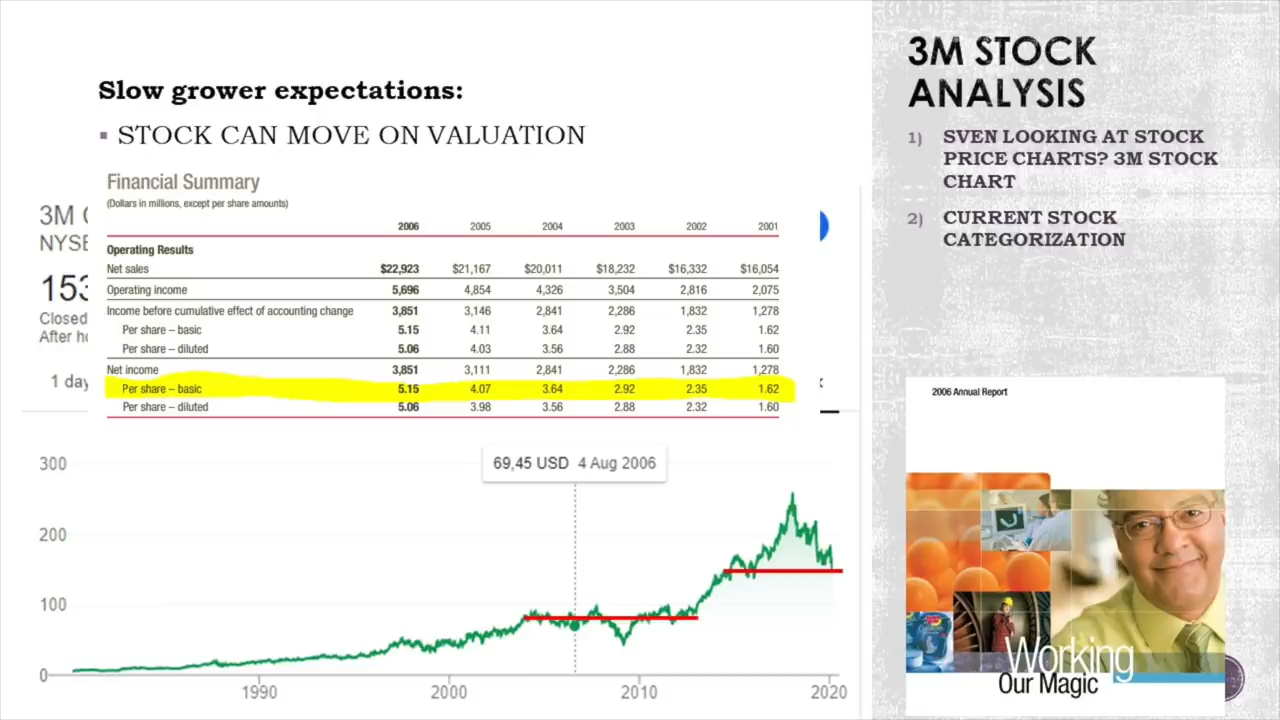 Slow grower expectations:
▪ STOCK CAN MOVE ON VALUATION
Financial Summary
(Dollars in millions, except per share amounts)
2006 2005 2004 2003 2002 2001
Operating Results
Net sales $22,923 $21,167 $20,011 $18,232 $16,332 $16,054
Operating income 5,696 4,854 4,326 3,504 2,816 2,075
Income before cumulative effect of accounting change 3,851 3,146 2,841 2,286 1,832 1,278
Per share – basic 5.15 4.11 3.64 2.92 2.35 1.62
Per share – diluted 5.06 4.03 3.56 2.88 2.32 1.60
Net income 3,851 3,111 2,841 2,286 1,832 1,278
Per share – basic 5.15 4.07 3.64 2.92 2.35 1.62
Per share – diluted 5.06 3.98 3.56 2.88 2.32 1.60
3M
NYSE
153
Closed
After
1 day
69,45 USD 4 Aug 2006
300
200
100
0
1990 2000 2010 2020
3M STOCK
ANALYSIS
1) SVEN LOOKING AT STOCK
PRICE CHARTS? 3M STOCK
CHART
2) CURRENT STOCK
CATEGORIZATION
2006 Annual Report
Working
Our Magic